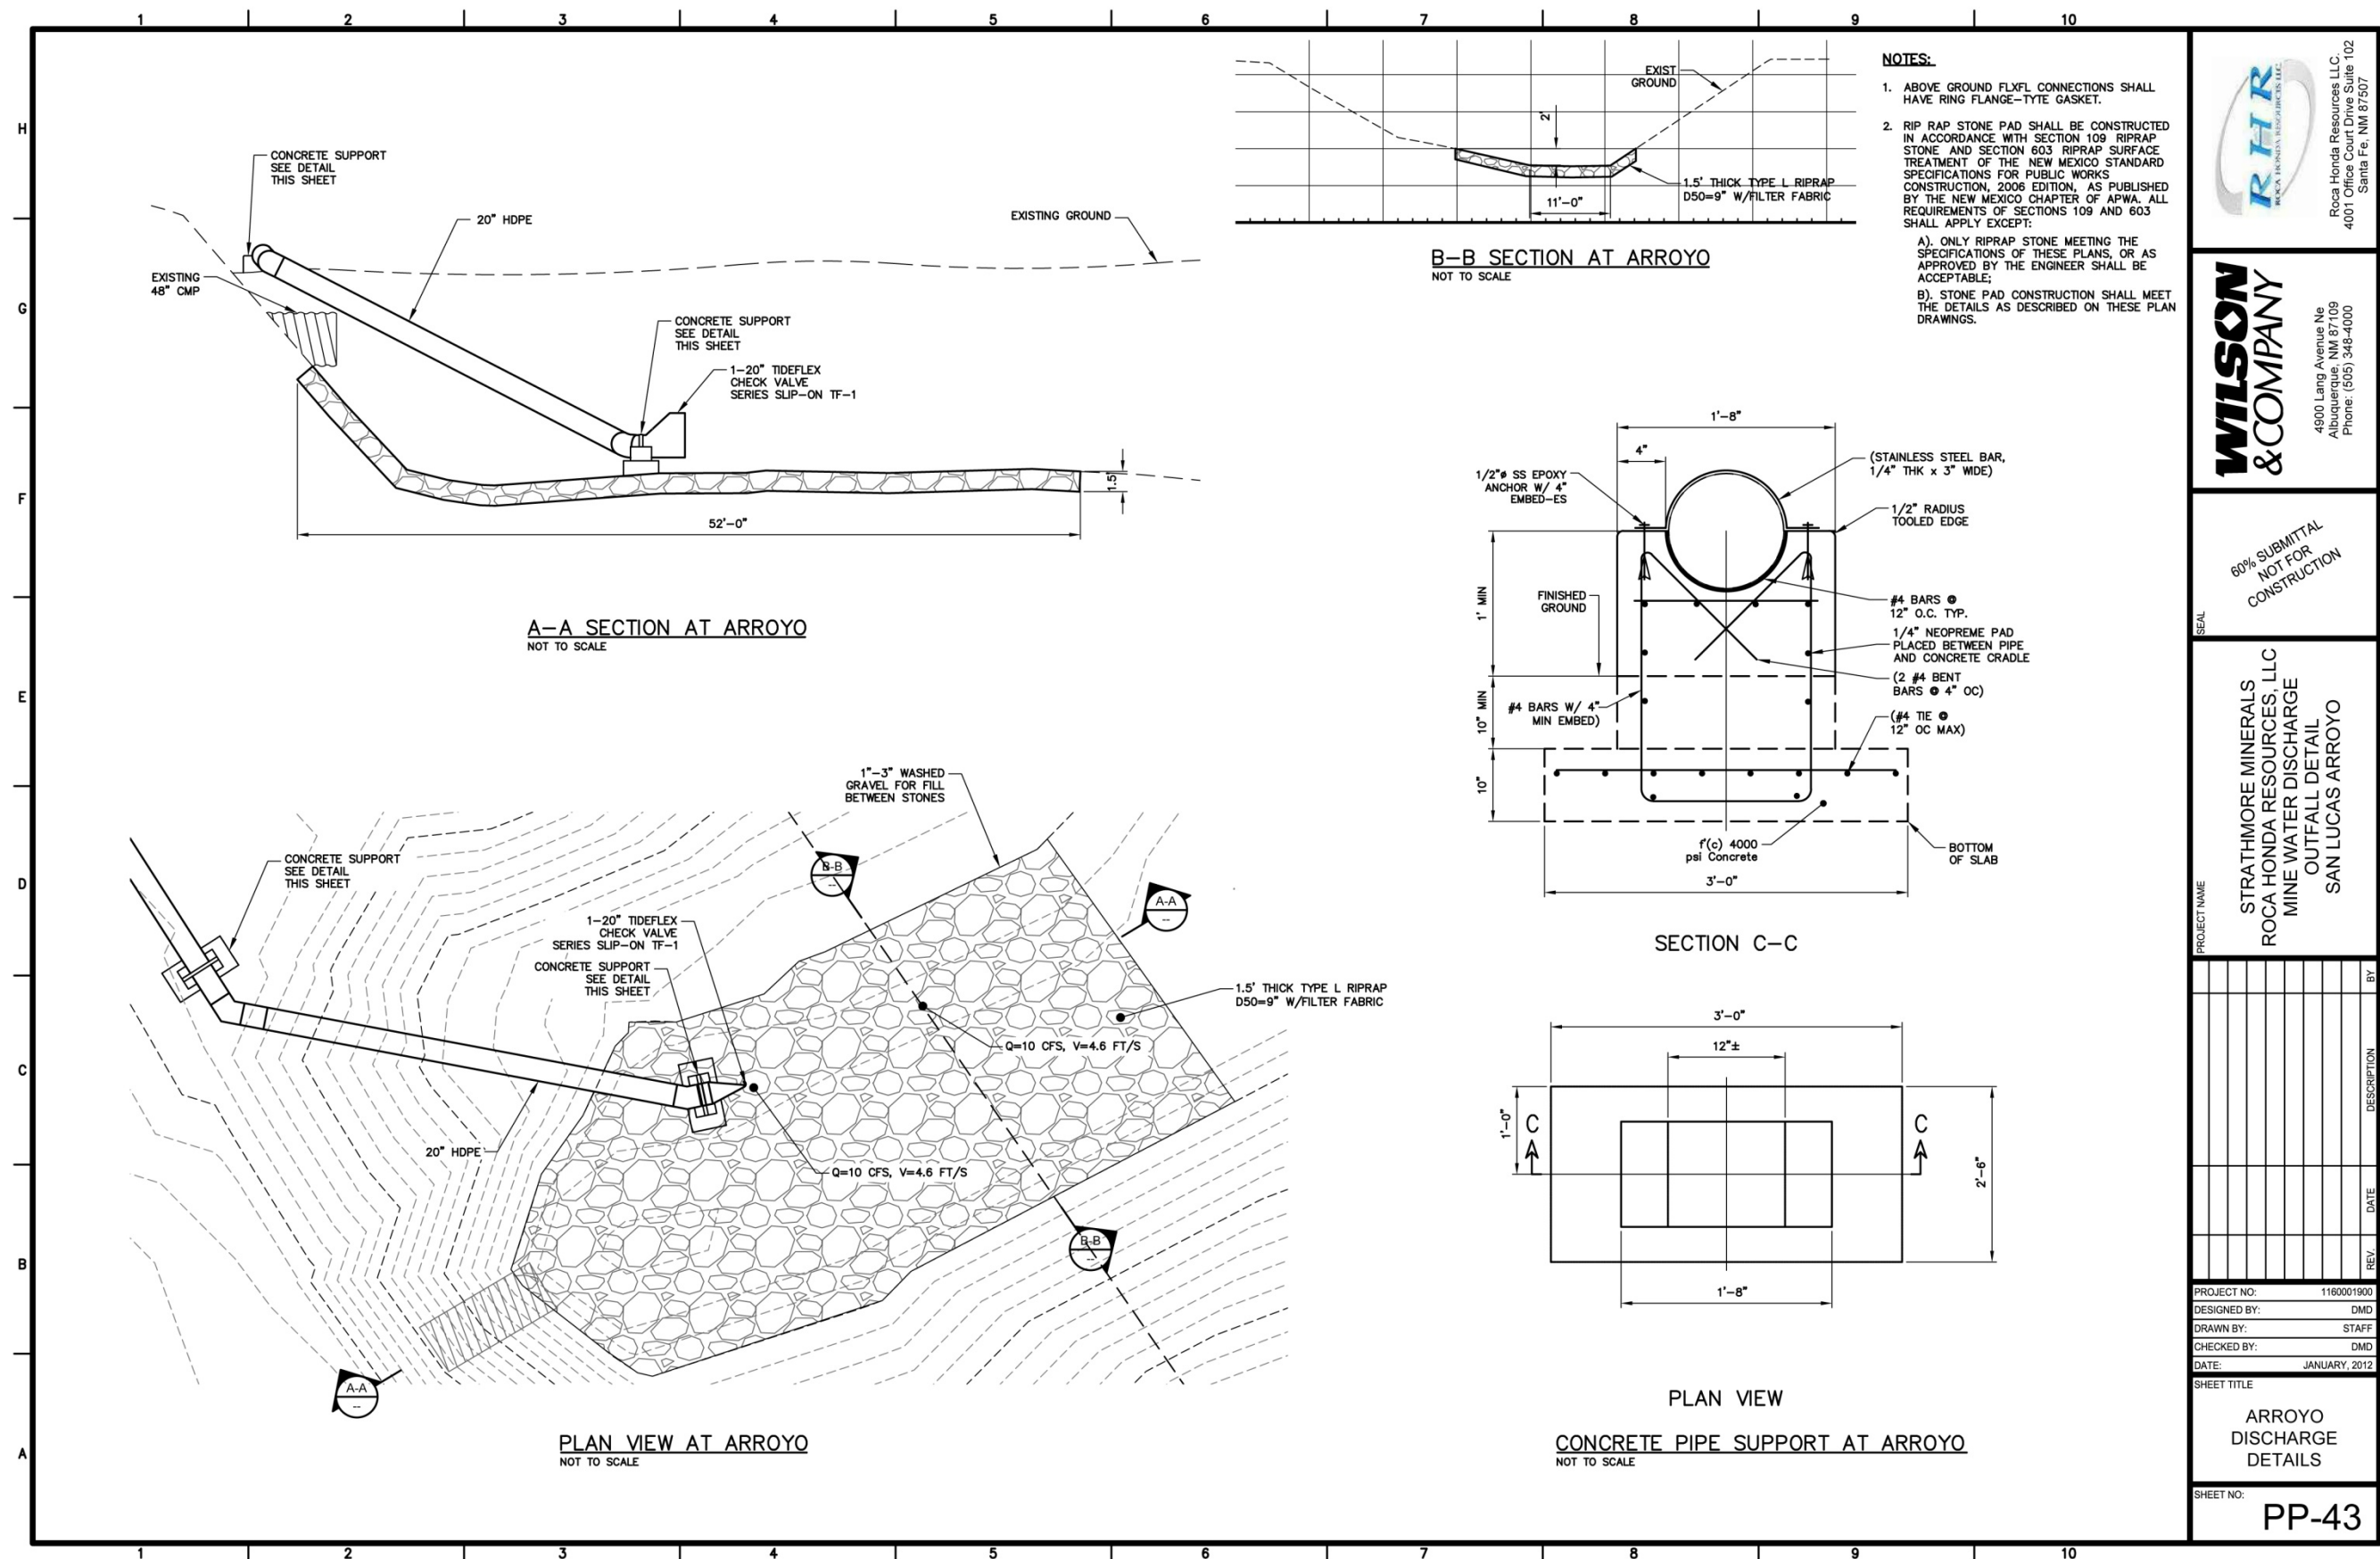 1 2 3 4 5 6 7 8 9 10
H
G
F
E
D
C
B
A
CONCRETE SUPPORT
SEE DETAIL
THIS SHEET
20" HDPE
EXISTING GROUND
EXISTING
48" CMP
CONCRETE SUPPORT
SEE DETAIL
THIS SHEET
1-20" TIDEFLEX
CHECK VALVE
SERIES SLIP-ON TF-1
1.5'
52'-0"
A-A SECTION AT ARROYO
NOT TO SCALE
EXIST
GROUND
2'
1.5' THICK TYPE L RIPRAP
D50=9" W/FILTER FABRIC
11'-0"
B-B SECTION AT ARROYO
NOT TO SCALE
NOTES:
1. ABOVE GROUND FLXFL CONNECTIONS SHALL
HAVE RING FLANGE-TYTE GASKET.
2. RIP RAP STONE PAD SHALL BE CONSTRUCTED
IN ACCORDANCE WITH SECTION 109 RIPRAP
STONE AND SECTION 603 RIPRAP SURFACE
TREATMENT OF THE NEW MEXICO STANDARD
SPECIFICATIONS FOR PUBLIC WORKS
CONSTRUCTION, 2006 EDITION, AS PUBLISHED
BY THE NEW MEXICO CHAPTER OF APWA. ALL
REQUIREMENTS OF SECTIONS 109 AND 603
SHALL APPLY EXCEPT:
A). ONLY RIPRAP STONE MEETING THE
SPECIFICATIONS OF THESE PLANS, OR AS
APPROVED BY THE ENGINEER SHALL BE
ACCEPTABLE;
B). STONE PAD CONSTRUCTION SHALL MEET
THE DETAILS AS DESCRIBED ON THESE PLAN
DRAWINGS.
1'-8"
4"
1/2"ø SS EPOXY
ANCHOR W/ 4"
EMBED-ES
(STAINLESS STEEL BAR,
1/4" THK x 3" WIDE)
1/2" RADIUS
TOOLED EDGE
1' MIN
FINISHED
GROUND
#4 BARS @
12" O.C. TYP.
1/4" NEOPREME PAD
PLACED BETWEEN PIPE
AND CONCRETE CRADLE
(2 #4 BENT
BARS @ 4" OC)
10" MIN
#4 BARS W/ 4"
MIN EMBED)
(#4 TIE @
12" OC MAX)
10"
f'(c) 4000
psi Concrete
BOTTOM
OF SLAB
3'-0"
SECTION C-C
1"-3" WASHED
GRAVEL FOR FILL
BETWEEN STONES
CONCRETE SUPPORT
SEE DETAIL
THIS SHEET
B-B
--
A-A
--
1-20" TIDEFLEX
CHECK VALVE
SERIES SLIP-ON TF-1
CONCRETE SUPPORT
SEE DETAIL
THIS SHEET
1.5' THICK TYPE L RIPRAP
D50=9" W/FILTER FABRIC
Q=10 CFS, V=4.6 FT/S
20" HDPE
Q=10 CFS, V=4.6 FT/S
B-B
--
A-A
--
PLAN VIEW AT ARROYO
NOT TO SCALE
3'-0"
12"±
1'-0"
C
C
2'-6"
1'-8"
PLAN VIEW
CONCRETE PIPE SUPPORT AT ARROYO
NOT TO SCALE
RHR
ROCA HONDA RESOURCES LLC
Roca Honda Resources LLC.
4001 Office Court Drive Suite 102
Santa Fe, NM 87507
WILSON
&COMPANY
4900 Lang Avenue Ne
Albuquerque, NM 87109
Phone: (505) 348-4000
60% SUBMITTAL
NOT FOR
CONSTRUCTION
SEAL
PROJECT NAME
STRATHMORE MINERALS
ROCA HONDA RESOURCES, LLC
MINE WATER DISCHARGE
OUTFALL DETAIL
SAN LUCAS ARROYO
REV. DATE DESCRIPTION BY
PROJECT NO: 1160001900
DESIGNED BY: DMD
DRAWN BY: STAFF
CHECKED BY: DMD
DATE: JANUARY, 2012
SHEET TITLE
ARROYO
DISCHARGE
DETAILS
SHEET NO:
PP-43
1 2 3 4 5 6 7 8 9 10